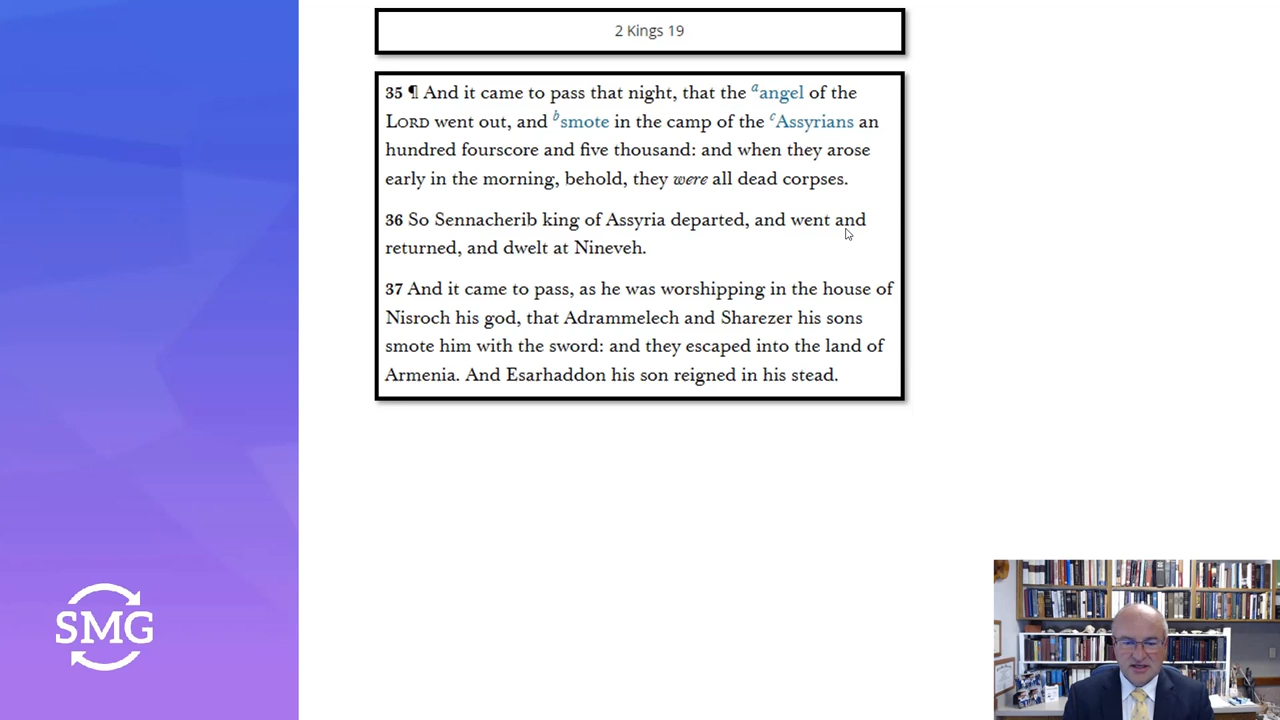 2 Kings 19
35 ¶ And it came to pass that night, that the a angel of the
LORD went out, and b smote in the camp of the c Assyrians an
hundred fourscore and five thousand: and when they arose
early in the morning, behold, they were all dead corpses.
36 So Sennacherib king of Assyria departed, and went and
returned, and dwelt at Nineveh.
37 And it came to pass, as he was worshipping in the house of
Nisroch his god, that Adrammelech and Sharezer his sons
smote him with the sword: and they escaped into the land of
Armenia. And Esarhaddon his son reigned in his stead.
SMG